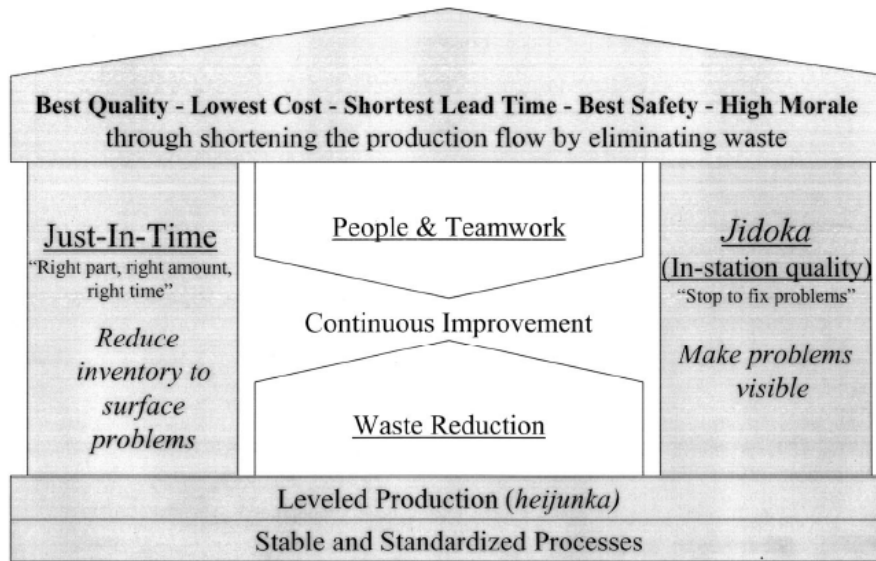 Best Quality - Lowest Cost - Shortest Lead Time - Best Safety - High Morale
through shortening the production flow by eliminating waste
Just-In-Time
“Right part, right amount,
right time”
Reduce
inventory to
surface
problems
People & Teamwork
Continuous Improvement
Waste Reduction
Jidoka
(In-station quality)
“Stop to fix problems”
Make problems
visible
Leveled Production (heijunka)
Stable and Standardized Processes